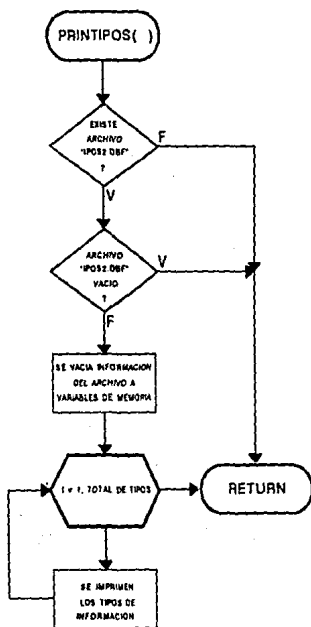 PRINTIPOS( )
EXISTE
ARCHIVO
"IPOS2.DBF"
?
F
V
ARCHIVO
"IPOS2.DBF"
VACIO
?
V
F
SE VACIA INFORMACION
DEL ARCHIVO A
VARIABLES DE MEMORIA
1, TOTAL DE TIPOS
RETURN
SE IMPRIMEN
LOS TIPOS DE
INFORMACION